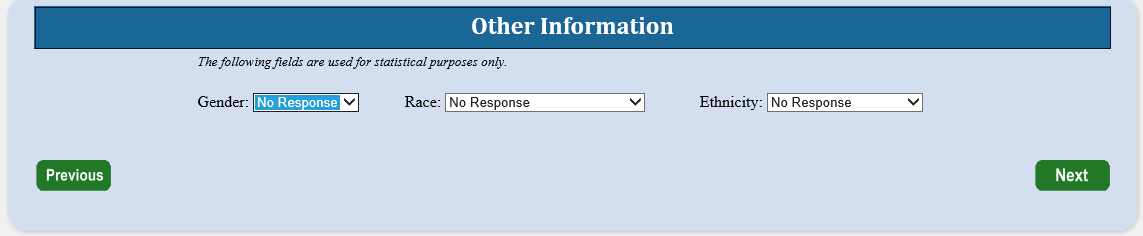 Other Information
The following fields are used for statistical purposes only.
Gender: No Response Race: No Response Ethnicity: No Response
Previous Next